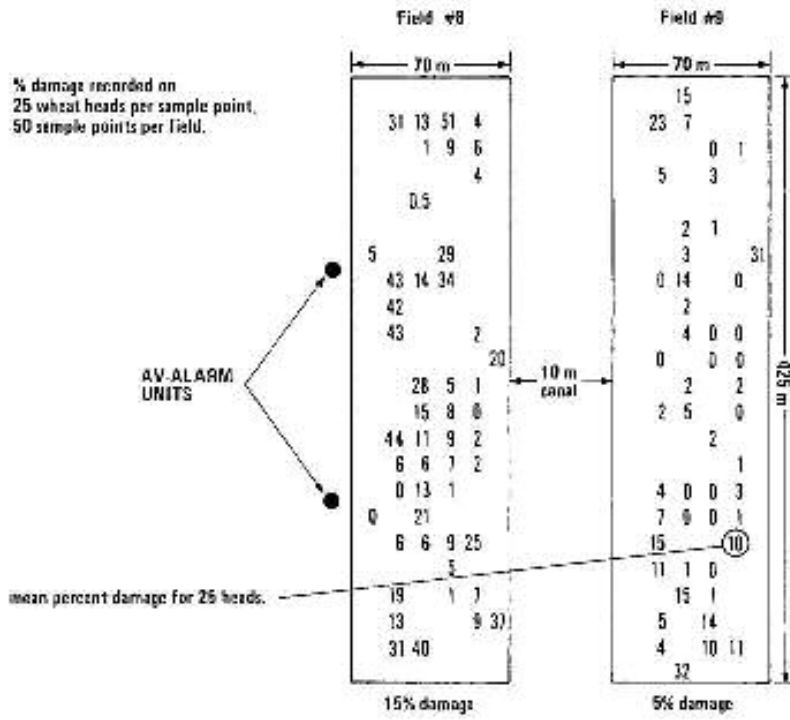 Field #8
Field #9
70 m
70 m
% damage recorded on
25 wheat heads per sample point,
50 sample points per field.
15
31 13 51 4
23 7
1 9 6
0 1
4
5 3
0.5
2 1
5 29
3 31
43 14 34
0 14 0
42
2
43 2
4 0 0
20
0 0 0
AV-ALARM
UNITS
10 m
canal
425 m
28 5 1
2 2
15 8 0
2 5 0
44 11 9 2
2
6 6 7 2
1
0 13 1
4 0 0 3
0 21
7 0 0 1
6 6 9 25
15 10
5
11 1 0
mean percent damage for 25 heads.
19 1 7
15 1
13 9 37
5 14
31 40
4 10 11
32
15% damage
5% damage